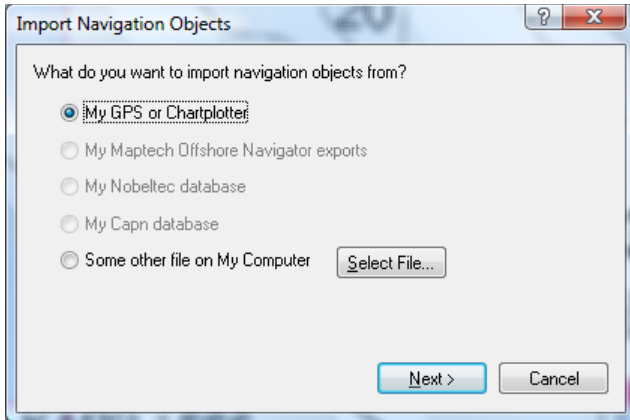 Import Navigation Objects
What do you want to import navigation objects from?
My GPS or Chartplotter
My Maptech Offshore Navigator exports
My Nobeltec database
My Capn database
Some other file on My Computer
Select File...
Next >
Cancel